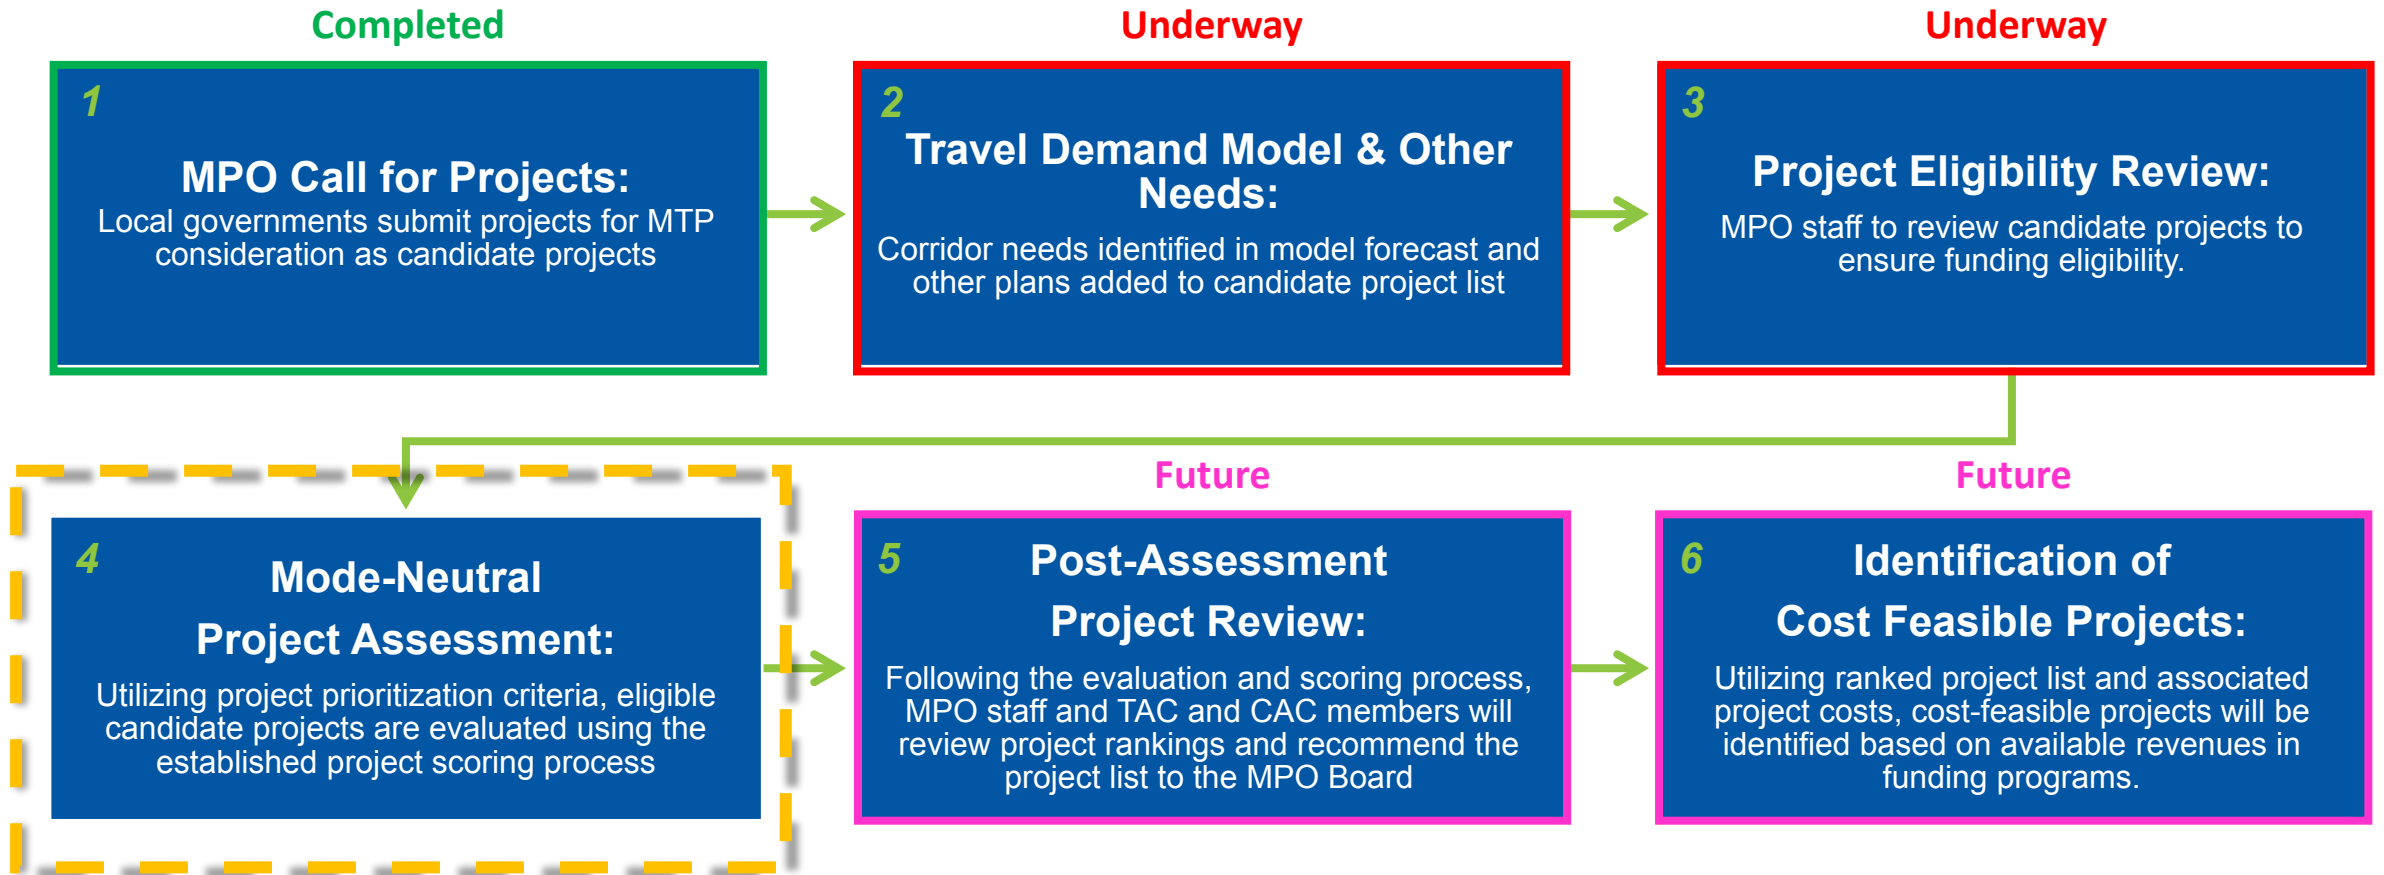 Completed
Underway
Underway
1
MPO Call for Projects:
Local governments submit projects for MTP
consideration as candidate projects
2
Travel Demand Model & Other
Needs:
Corridor needs identified in model forecast and
other plans added to candidate project list
3
Project Eligibility Review:
MPO staff to review candidate projects to
ensure funding eligibility.
Future
Future
4
Mode-Neutral
Project Assessment:
Utilizing project prioritization criteria, eligible
candidate projects are evaluated using the
established project scoring process
5
Post-Assessment
Project Review:
Following the evaluation and scoring process,
MPO staff and TAC and CAC members will
review project rankings and recommend the
project list to the MPO Board
6
Identification of
Cost Feasible Projects:
Utilizing ranked project list and associated
project costs, cost-feasible projects will be
identified based on available revenues in
funding programs.